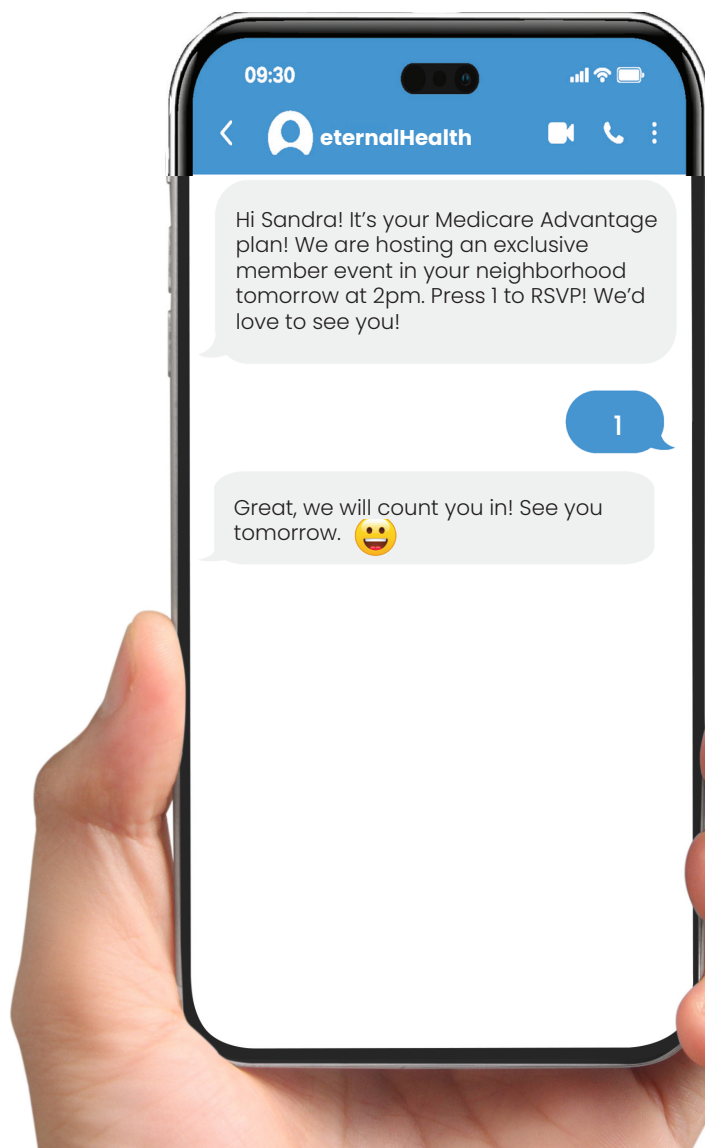 09:30
eternalHealth
Hi Sandra! It’s your Medicare Advantage
plan! We are hosting an exclusive
member event in your neighborhood
tomorrow at 2pm. Press 1 to RSVP! We’d
love to see you!
1
Great, we will count you in! See you
tomorrow. 😀